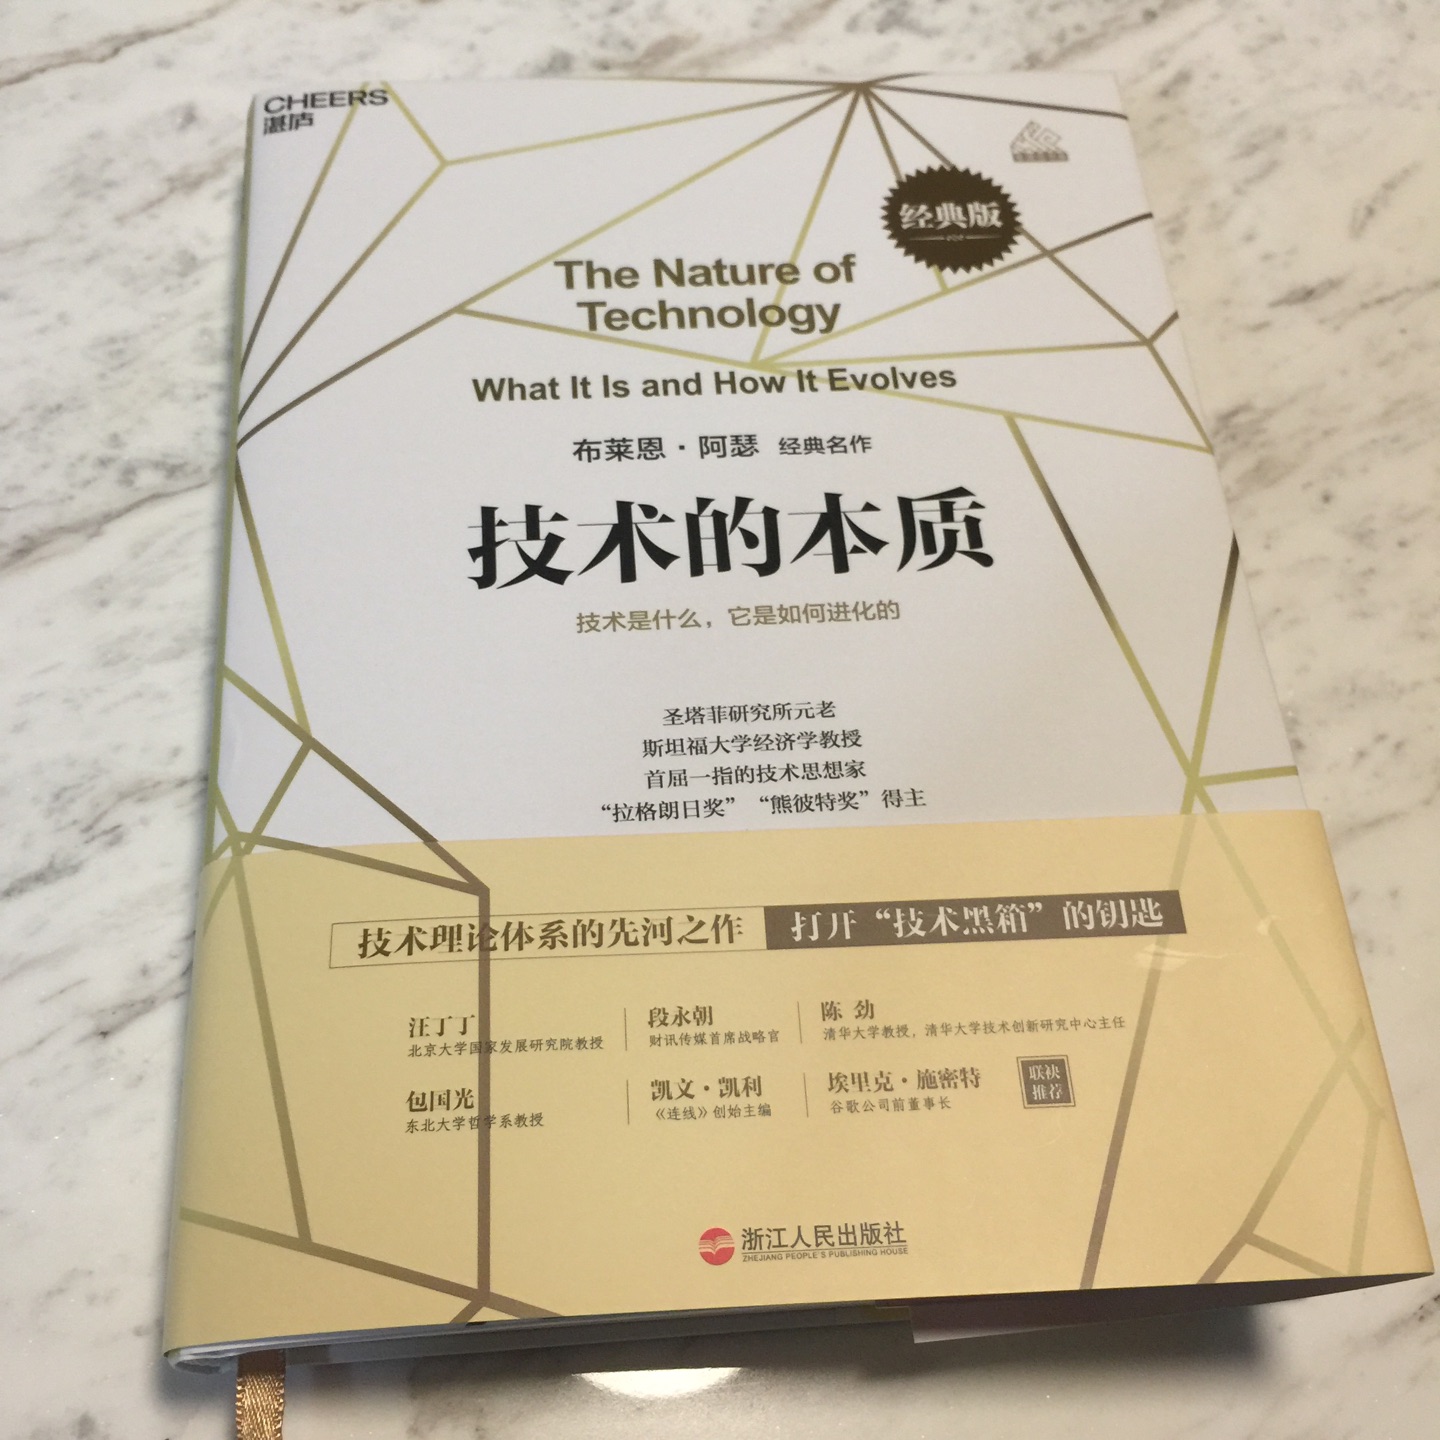 CHEERS
湛庐
经典版
The Nature of
Technology
What It Is and How It Evolves
布莱恩·阿瑟 经典名作
技术的本质
技术是什么，它是如何进化的
圣塔菲研究所元老
斯坦福大学经济学教授
首屈一指的技术思想家
“拉格朗日奖” “熊彼特奖” 得主
技术理论体系的先河之作 打开“技术黑箱”的钥匙
汪丁丁
北京大学国家发展研究院教授
段永朝
财讯传媒首席战略官
陈 劲
清华大学教授，清华大学技术创新研究中心主任
包国光
东北大学哲学系教授
凯文·凯利
《连线》创始主编
埃里克·施密特
谷歌公司前董事长
联袂
推荐
浙江人民出版社
ZHEJIANG PEOPLE'S PUBLISHING HOUSE